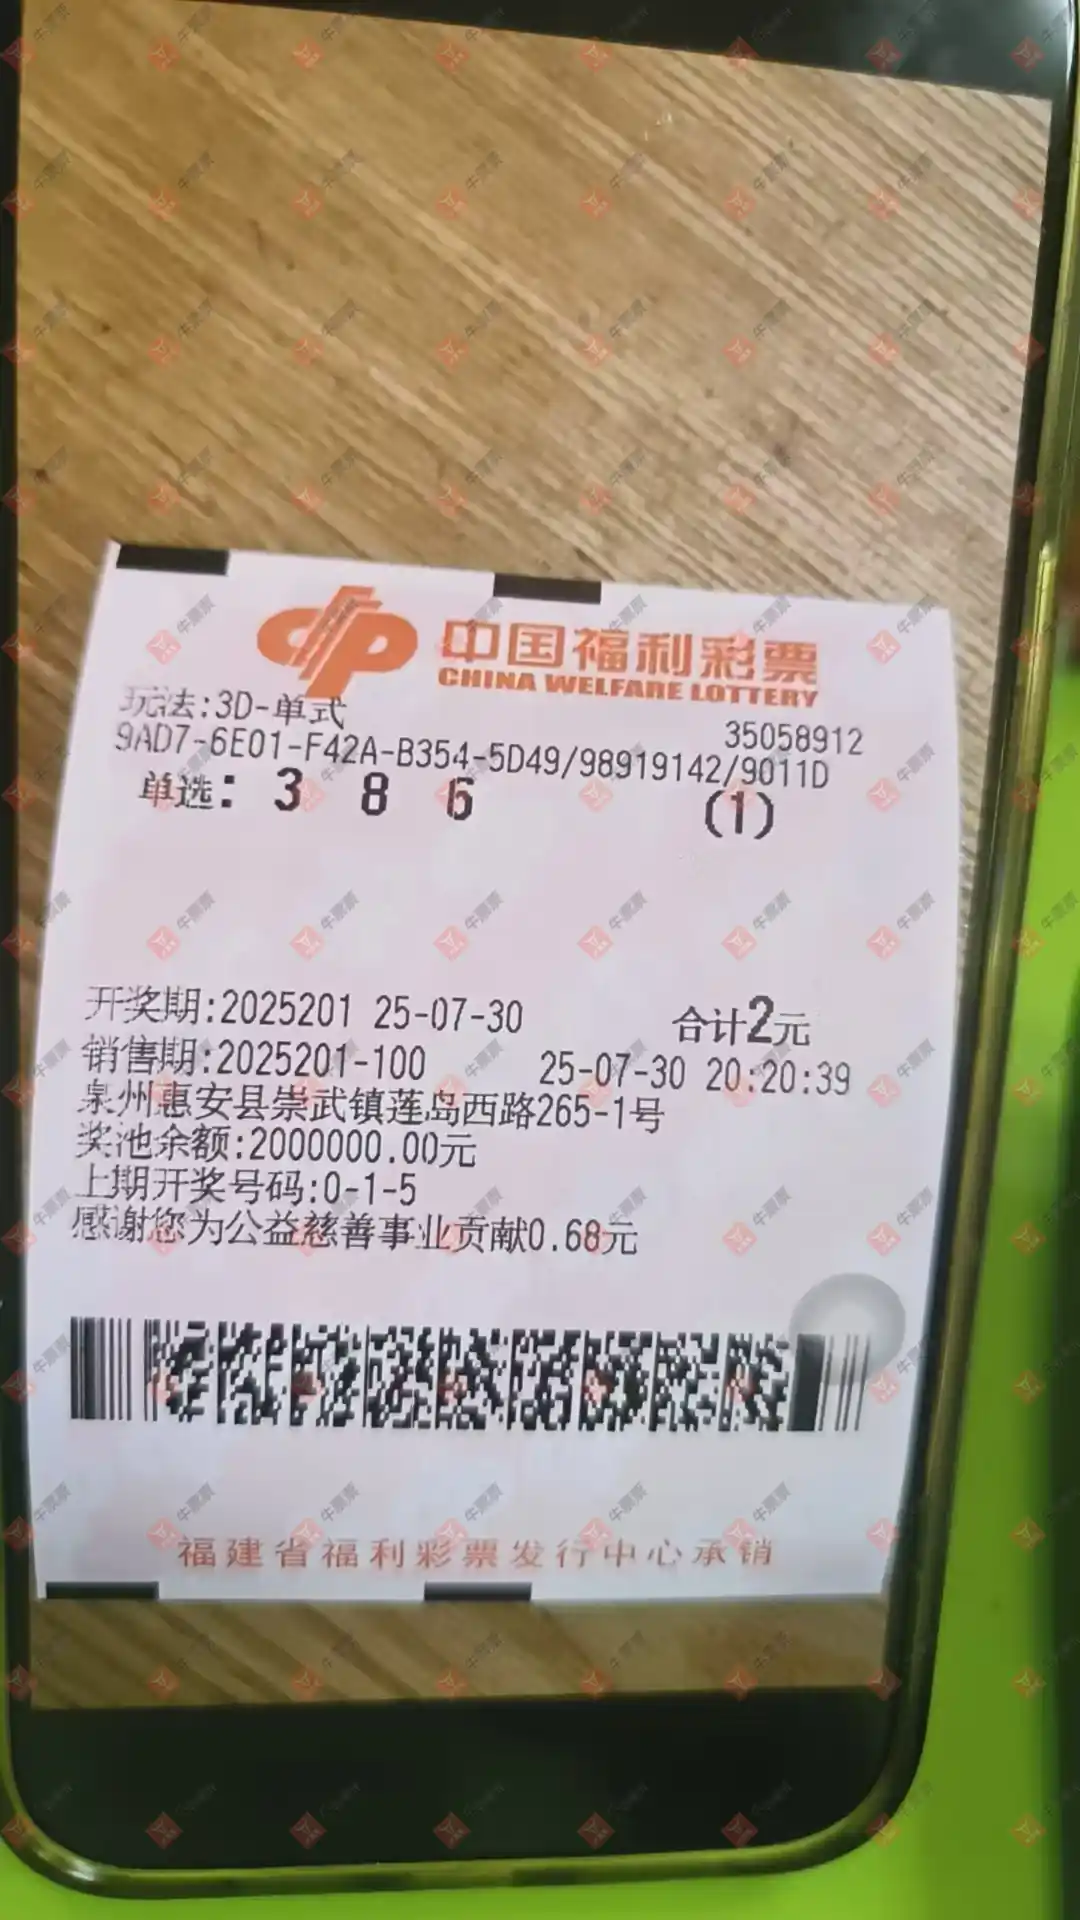 中国福利彩票
CHINA WELFARE LOTTERY
玩法:3D-单式
35058912
9AD7-6E01-F42A-B354-5D49/98919142/9011D
单选: 3 8 6 (1)
开奖期:2025201 25-07-30 合计2元
销售期:2025201-100 25-07-30 20:20:39
泉州惠安县崇武镇莲岛西路265-1号
奖池余额:2000000.00元
上期开奖号码:0-1-5
感谢您为公益慈善事业贡献0.68元
福建省福利彩票发行中心承销
牛票票